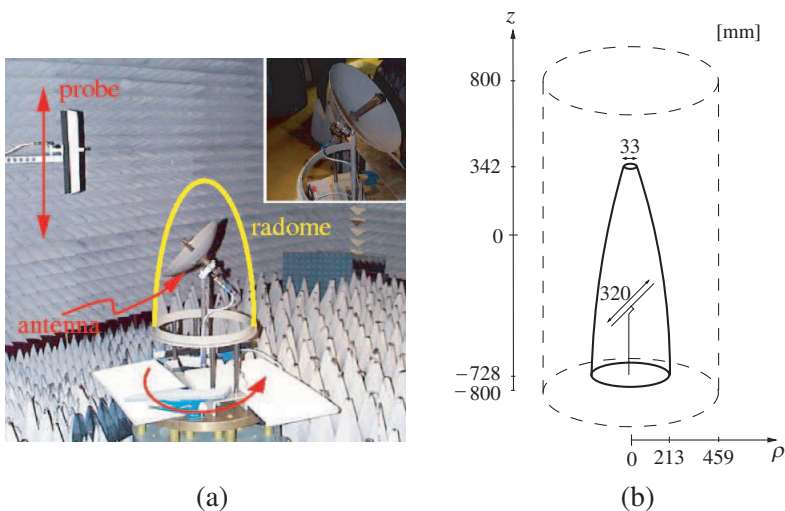 probe
radome
antenna
(a)
z
[mm]
800
33
342
0
320
−728
−800
0 213 459 ρ
(b)